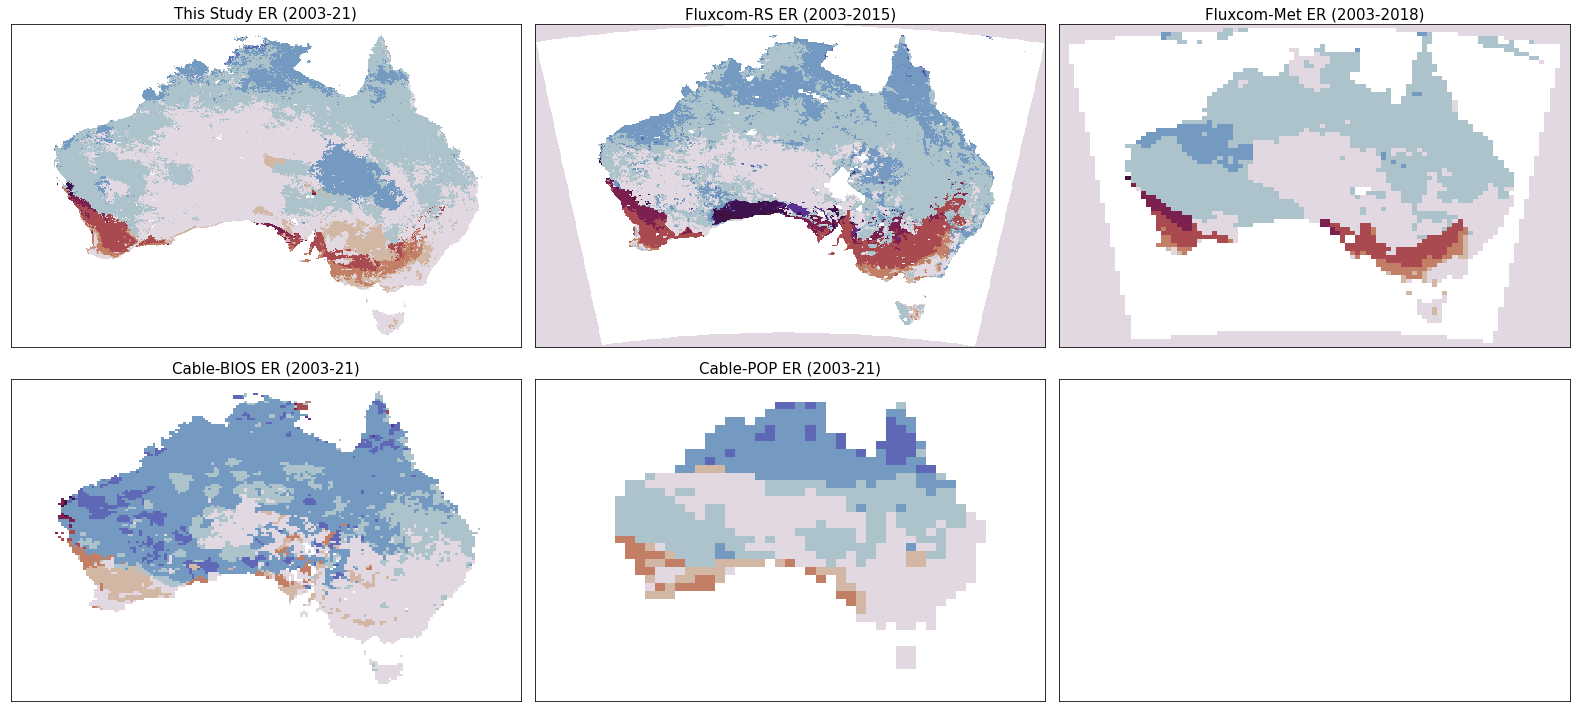 This Study ER (2003-21)
Fluxcom-RS ER (2003-2015)
Fluxcom-Met ER (2003-2018)
Cable-BIOS ER (2003-21)
Cable-POP ER (2003-21)